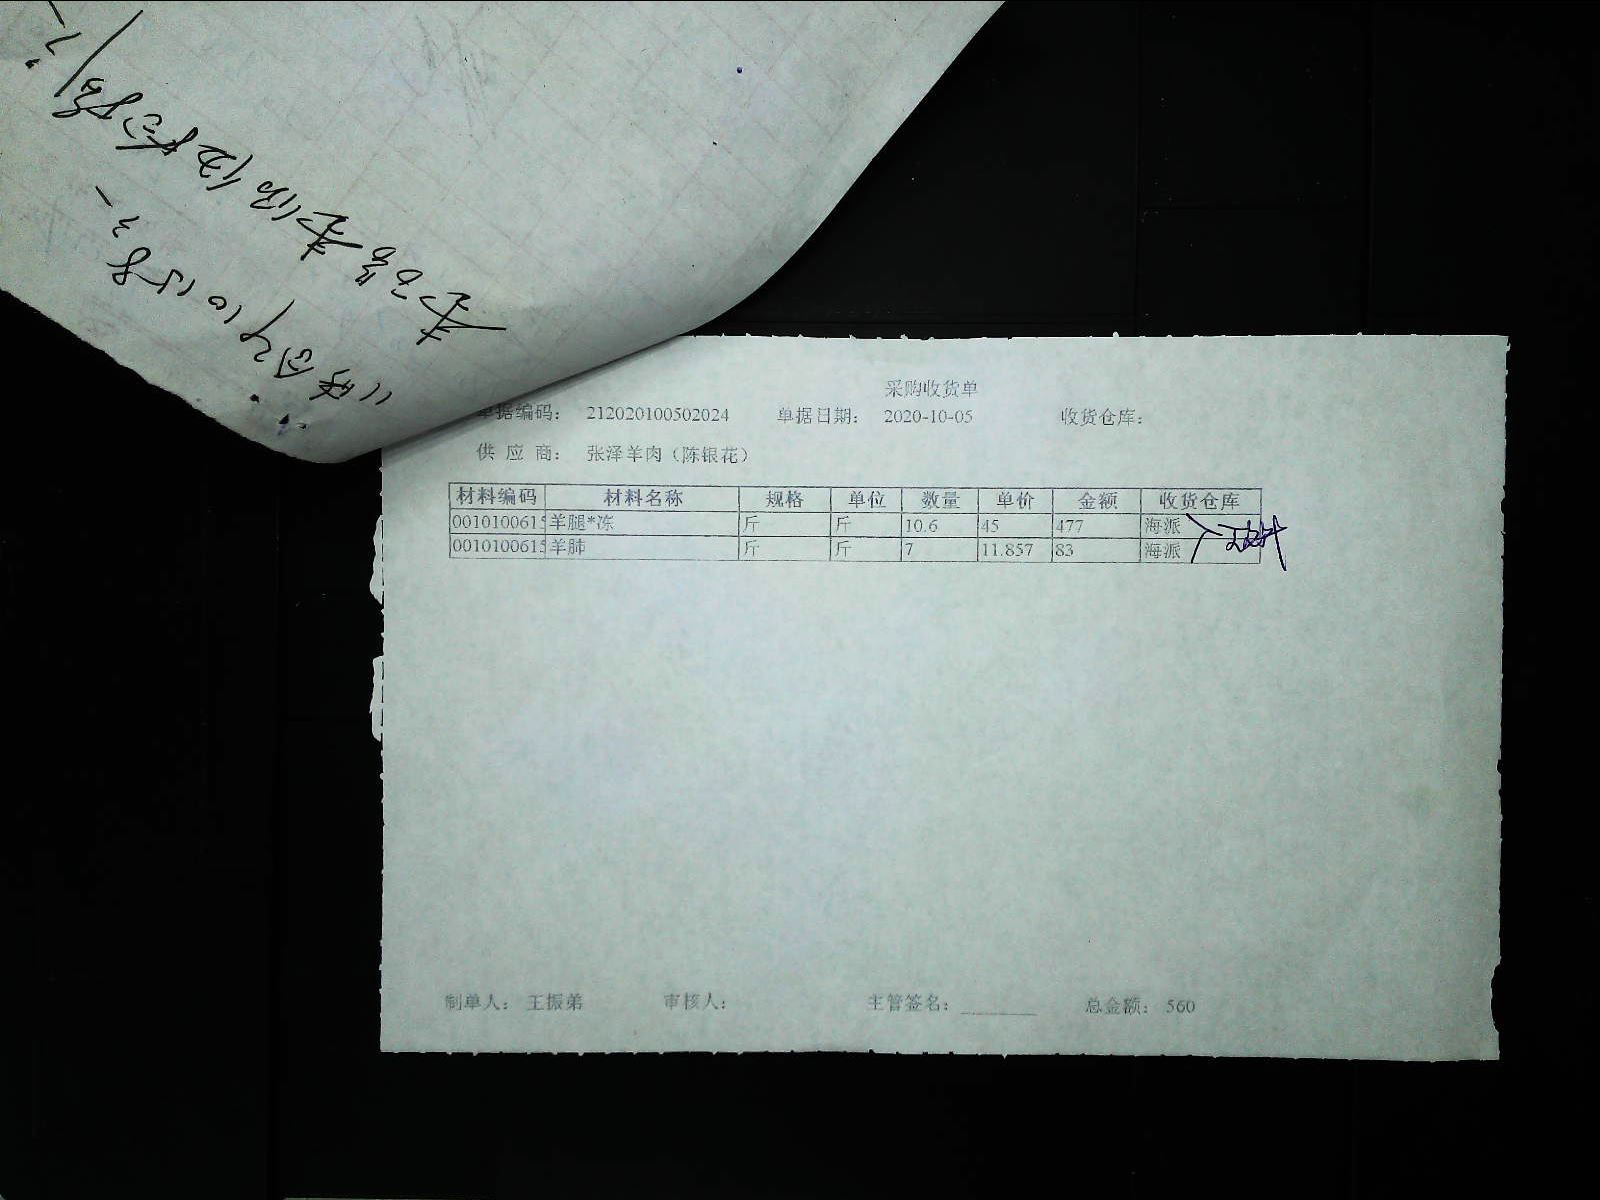 采购收货单
单据编码： 212020100502024 单据日期： 2020-10-05 收货仓库：
供 应 商： 张泽羊肉（陈银花）
材料编码 材料名称 规格 单位 数量 单价 金额 收货仓库
0010100615 羊腿*冻 斤 斤 10.6 45 477 海派
0010100615 羊肺 斤 斤 7 11.857 83 海派
制单人： 王振弟 审核人： 主管签名： 总金额： 560